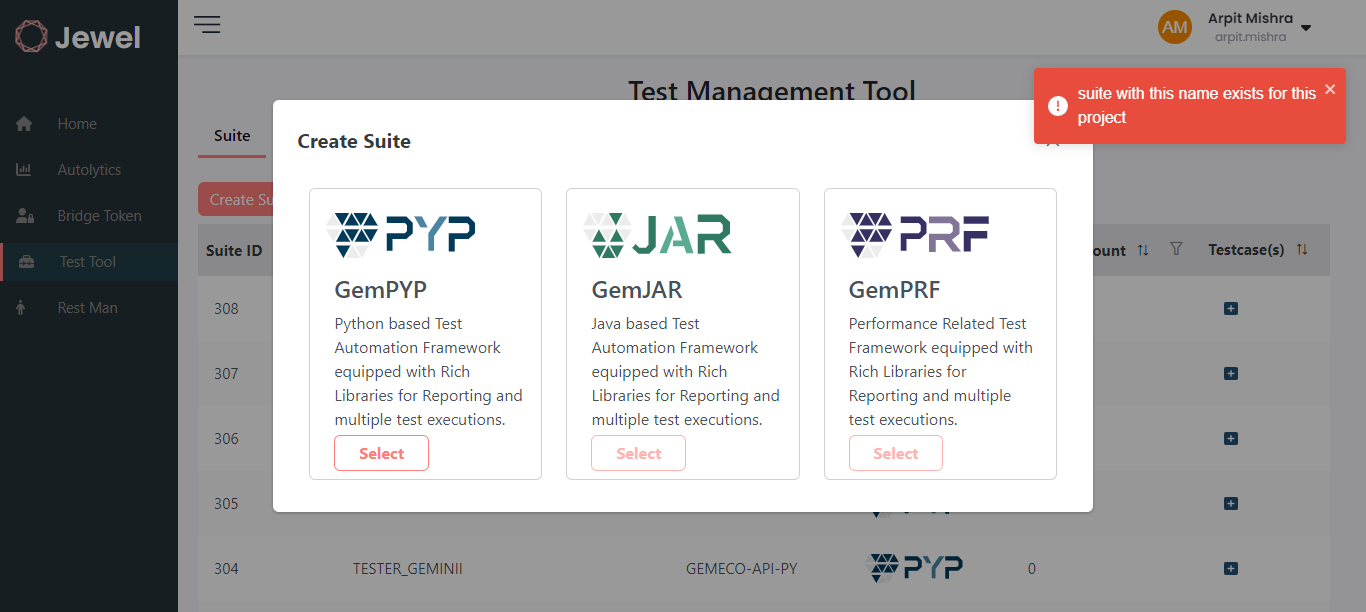 Jewel
AM
Arpit Mishra
arpit.mishra
Home
Autolytics
Bridge Token
Test Tool
Rest Man
Test Management Tool
suite with this name exists for this
project
Suite
Create Su
Suite ID
ount
Testcase(s)
308
307
306
305
304
TESTER_GEMINII
GEMECO-API-PY
PYP
0
Create Suite
PYP
GemPYP
Python based Test
Automation Framework
equipped with Rich
Libraries for Reporting and
multiple test executions.
Select
JAR
GemJAR
Java based Test
Automation Framework
equipped with Rich
Libraries for Reporting and
multiple test executions.
Select
PRF
GemPRF
Performance Related Test
Framework equipped with
Rich Libraries for
Reporting and multiple
test executions.
Select